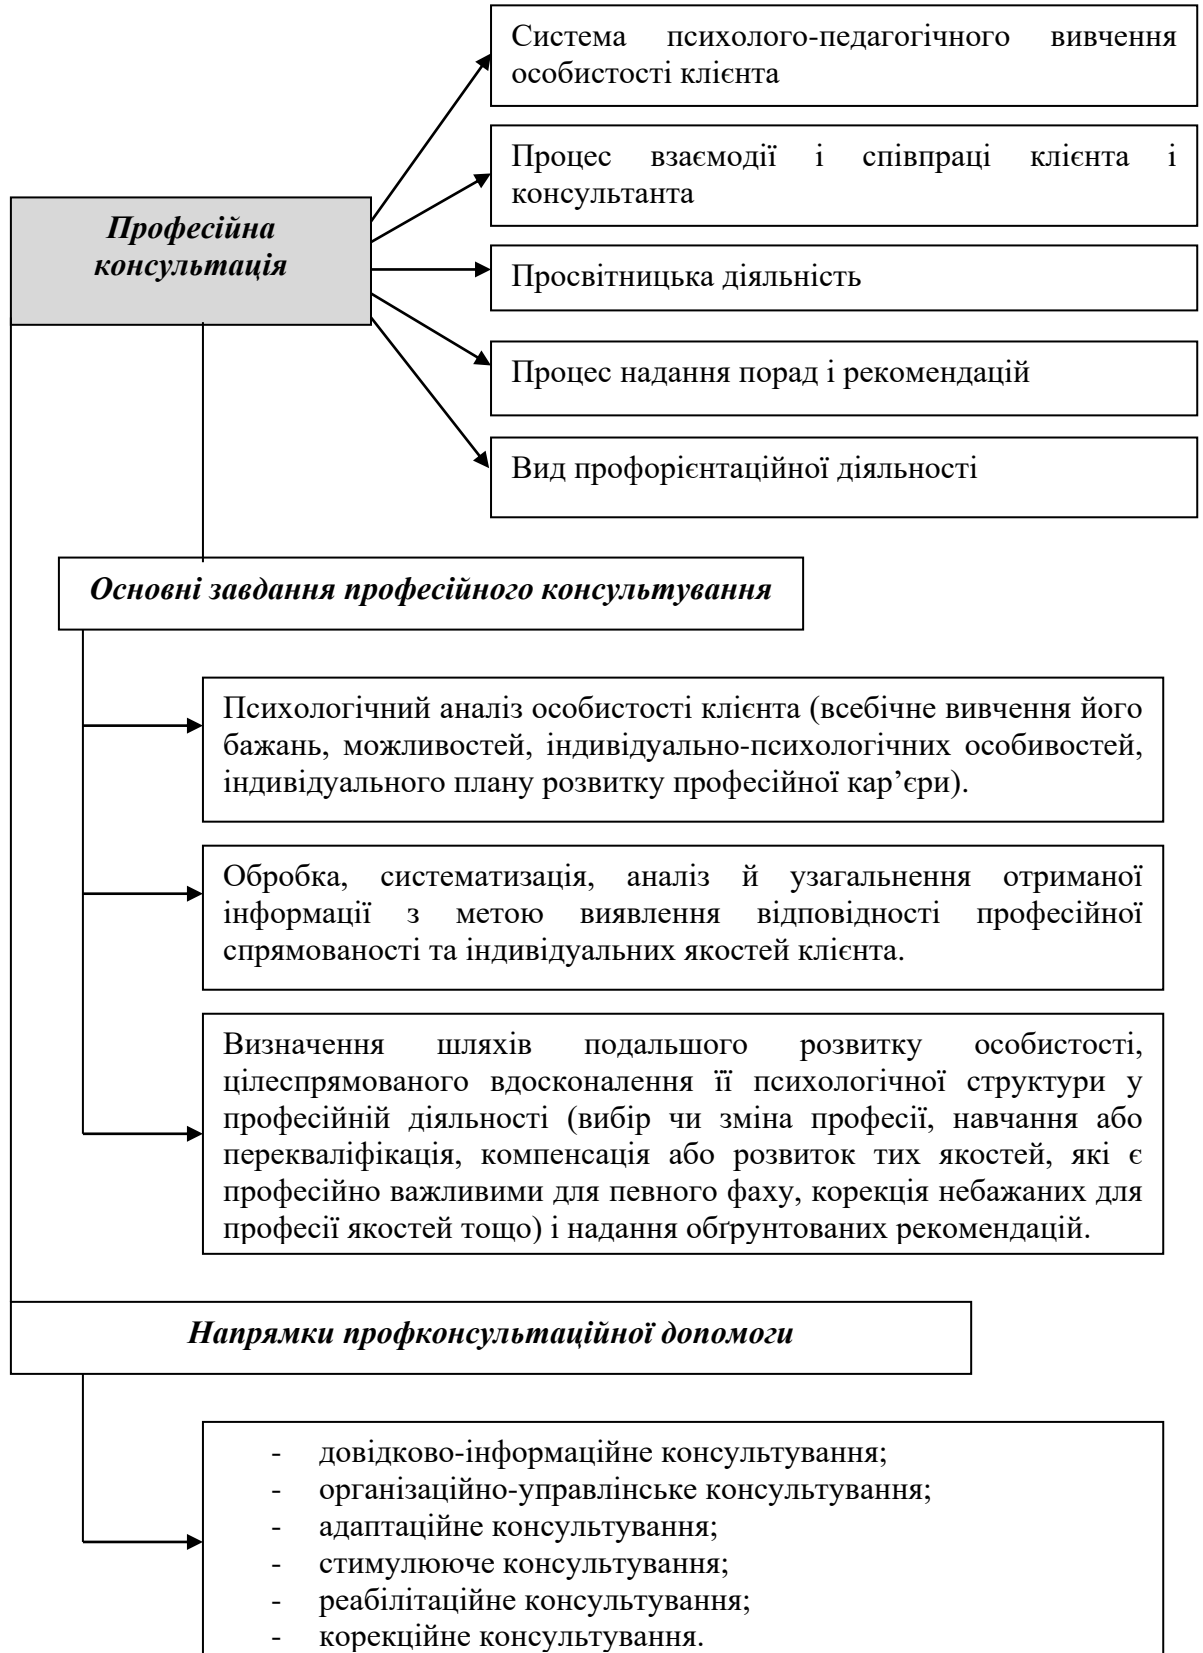 Система психолого-педагогічного вивчення
особистості клієнта
Процес взаємодії і співпраці клієнта і
консультанта
Професійна
консультація
Просвітницька діяльність
Процес надання порад і рекомендацій
Вид профорієнтаційної діяльності
Основні завдання професійного консультування
Психологічний аналіз особистості клієнта (всебічне вивчення його
бажань, можливостей, індивідуально-психологічних особивостей,
індивідуального плану розвитку професійної кар’єри).
Обробка, систематизація, аналіз й узагальнення отриманої
інформації з метою виявлення відповідності професійної
спрямованості та індивідуальних якостей клієнта.
Визначення шляхів подальшого розвитку особистості,
цілеспрямованого вдосконалення її психологічної структури у
професійній діяльності (вибір чи зміна професії, навчання або
перекваліфікація, компенсація або розвиток тих якостей, які є
професійно важливими для певного фаху, корекція небажаних для
професії якостей тощо) і надання обґрунтованих рекомендацій.
Напрямки профконсультаційної допомоги
- довідково-інформаційне консультування;
- організаційно-управлінське консультування;
- адаптаційне консультування;
- стимулююче консультування;
- реабілітаційне консультування;
- корекційне консультування.